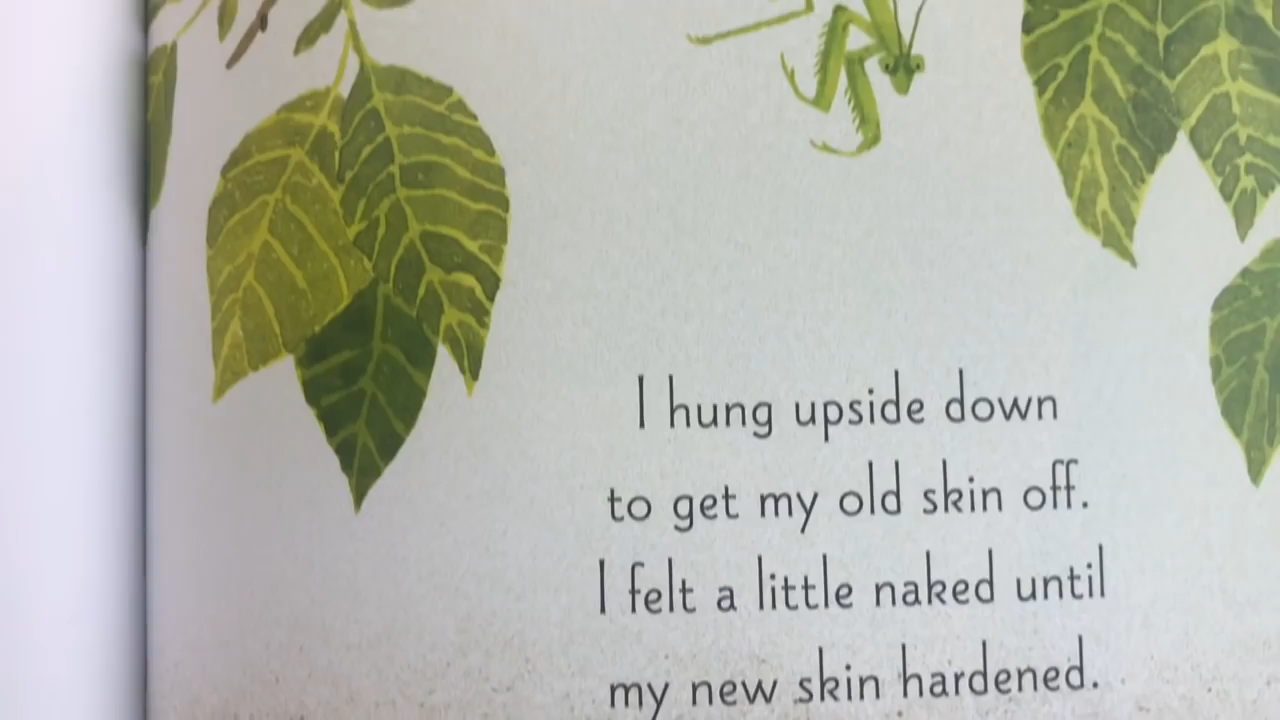 I hung upside down
to get my old skin off.
I felt a little naked until
my new skin hardened.